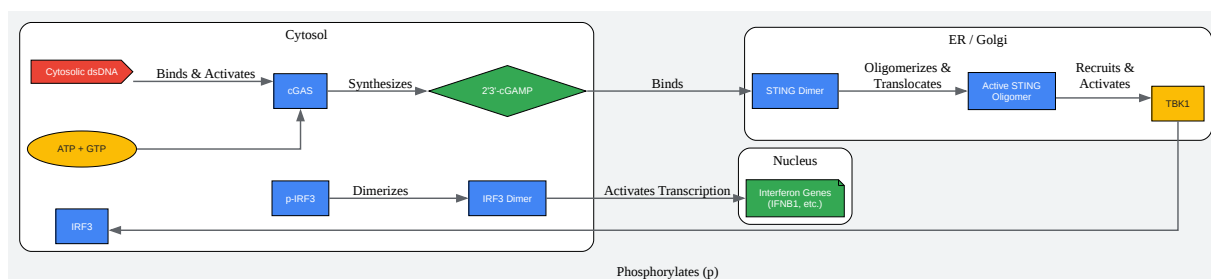 Cytosol
ER / Golgi
Cytosolic dsDNA
Binds & Activates
cGAS
Synthesizes
2'3'-cGAMP
Binds
STING Dimer
Oligomerizes &
Translocates
Active STING
Oligomer
Recruits &
Activates
TBK1
ATP + GTP
Nucleus
p-IRF3
Dimerizes
IRF3 Dimer
Activates Transcription
Interferon Genes
(IFNB1, etc.)
IRF3
Phosphorylates (p)